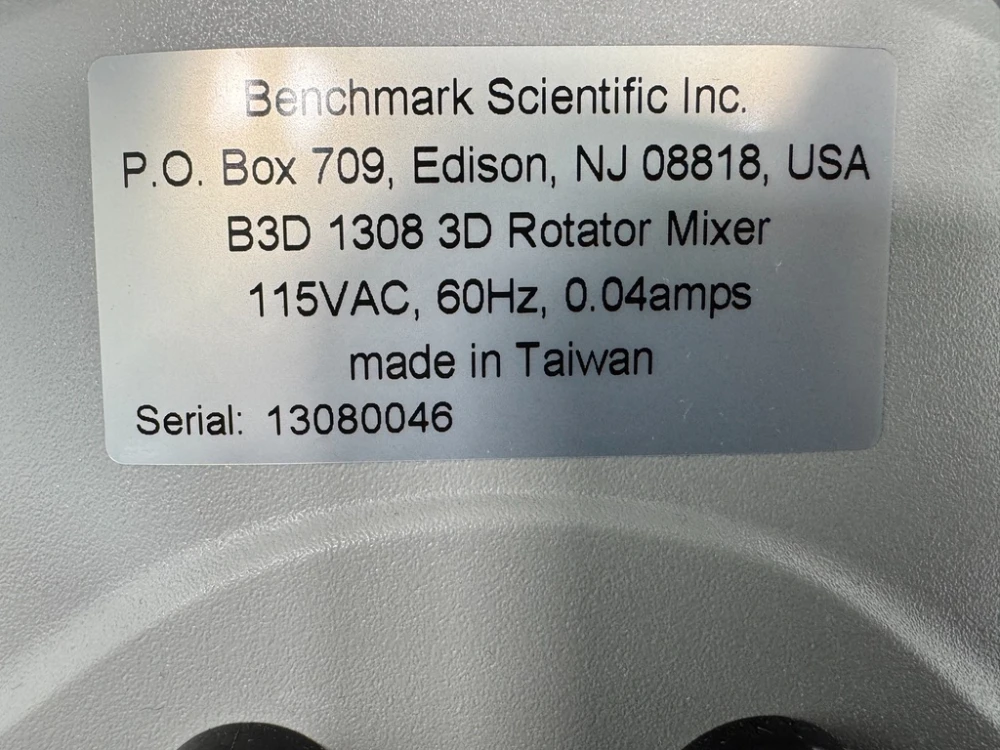 Benchmark Scientific Inc.
P.O. Box 709, Edison, NJ 08818, USA
B3D 1308 3D Rotator Mixer
115VAC, 60Hz, 0.04amps
made in Taiwan
Serial: 13080046